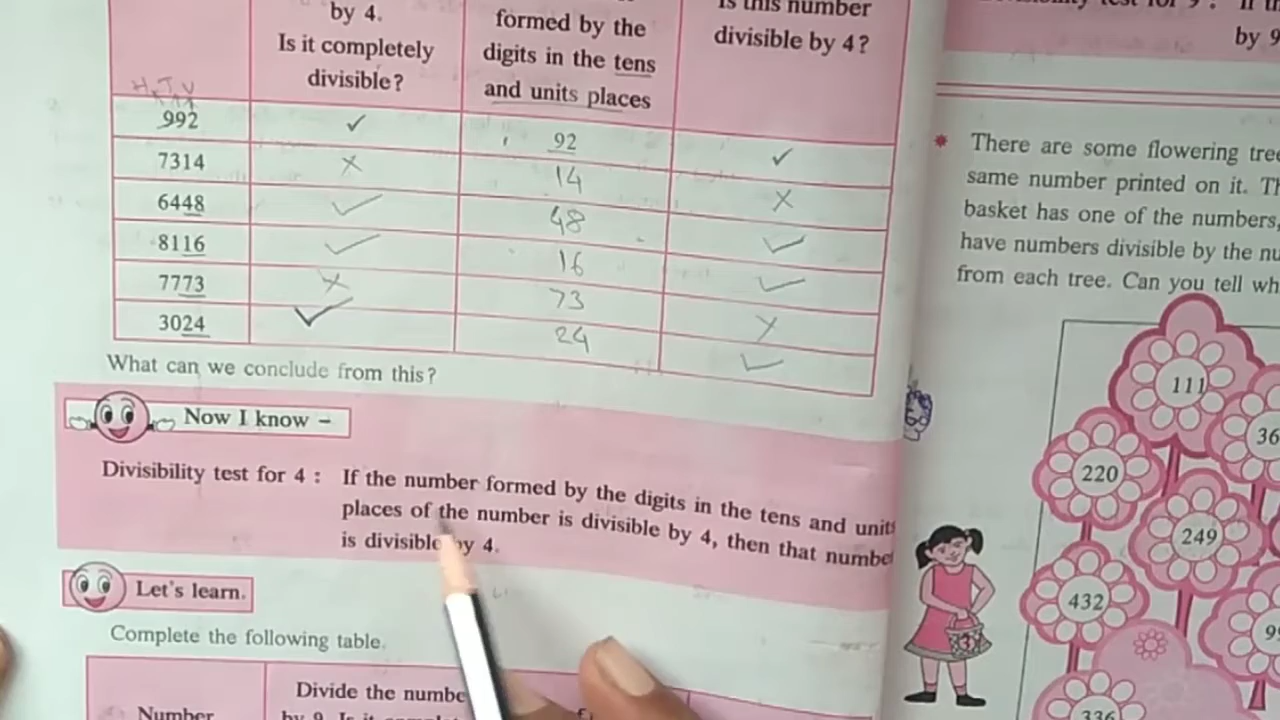 by 4.
Is it completely
divisible?
formed by the
digits in the tens
and units places
Is this number
divisible by 4?
H T U
992 ✓ 92 ✓
7314 × 14 ×
6448 ✓ 48 ✓
8116 ✓ 16 ✓
7773 × 73 ×
3024 ✓ 24 ✓
What can we conclude from this?
Now I know –
Divisibility test for 4 : If the number formed by the digits in the tens and units
places of the number is divisible by 4, then that numbe
is divisible by 4.
Let's learn.
Complete the following table.
Number
Divide the numbe
by 9
* There are some flowering tree
same number printed on it. Th
basket has one of the numbers,
have numbers divisible by the nu
from each tree. Can you tell wh
111
36
220
249
432
99
336
3